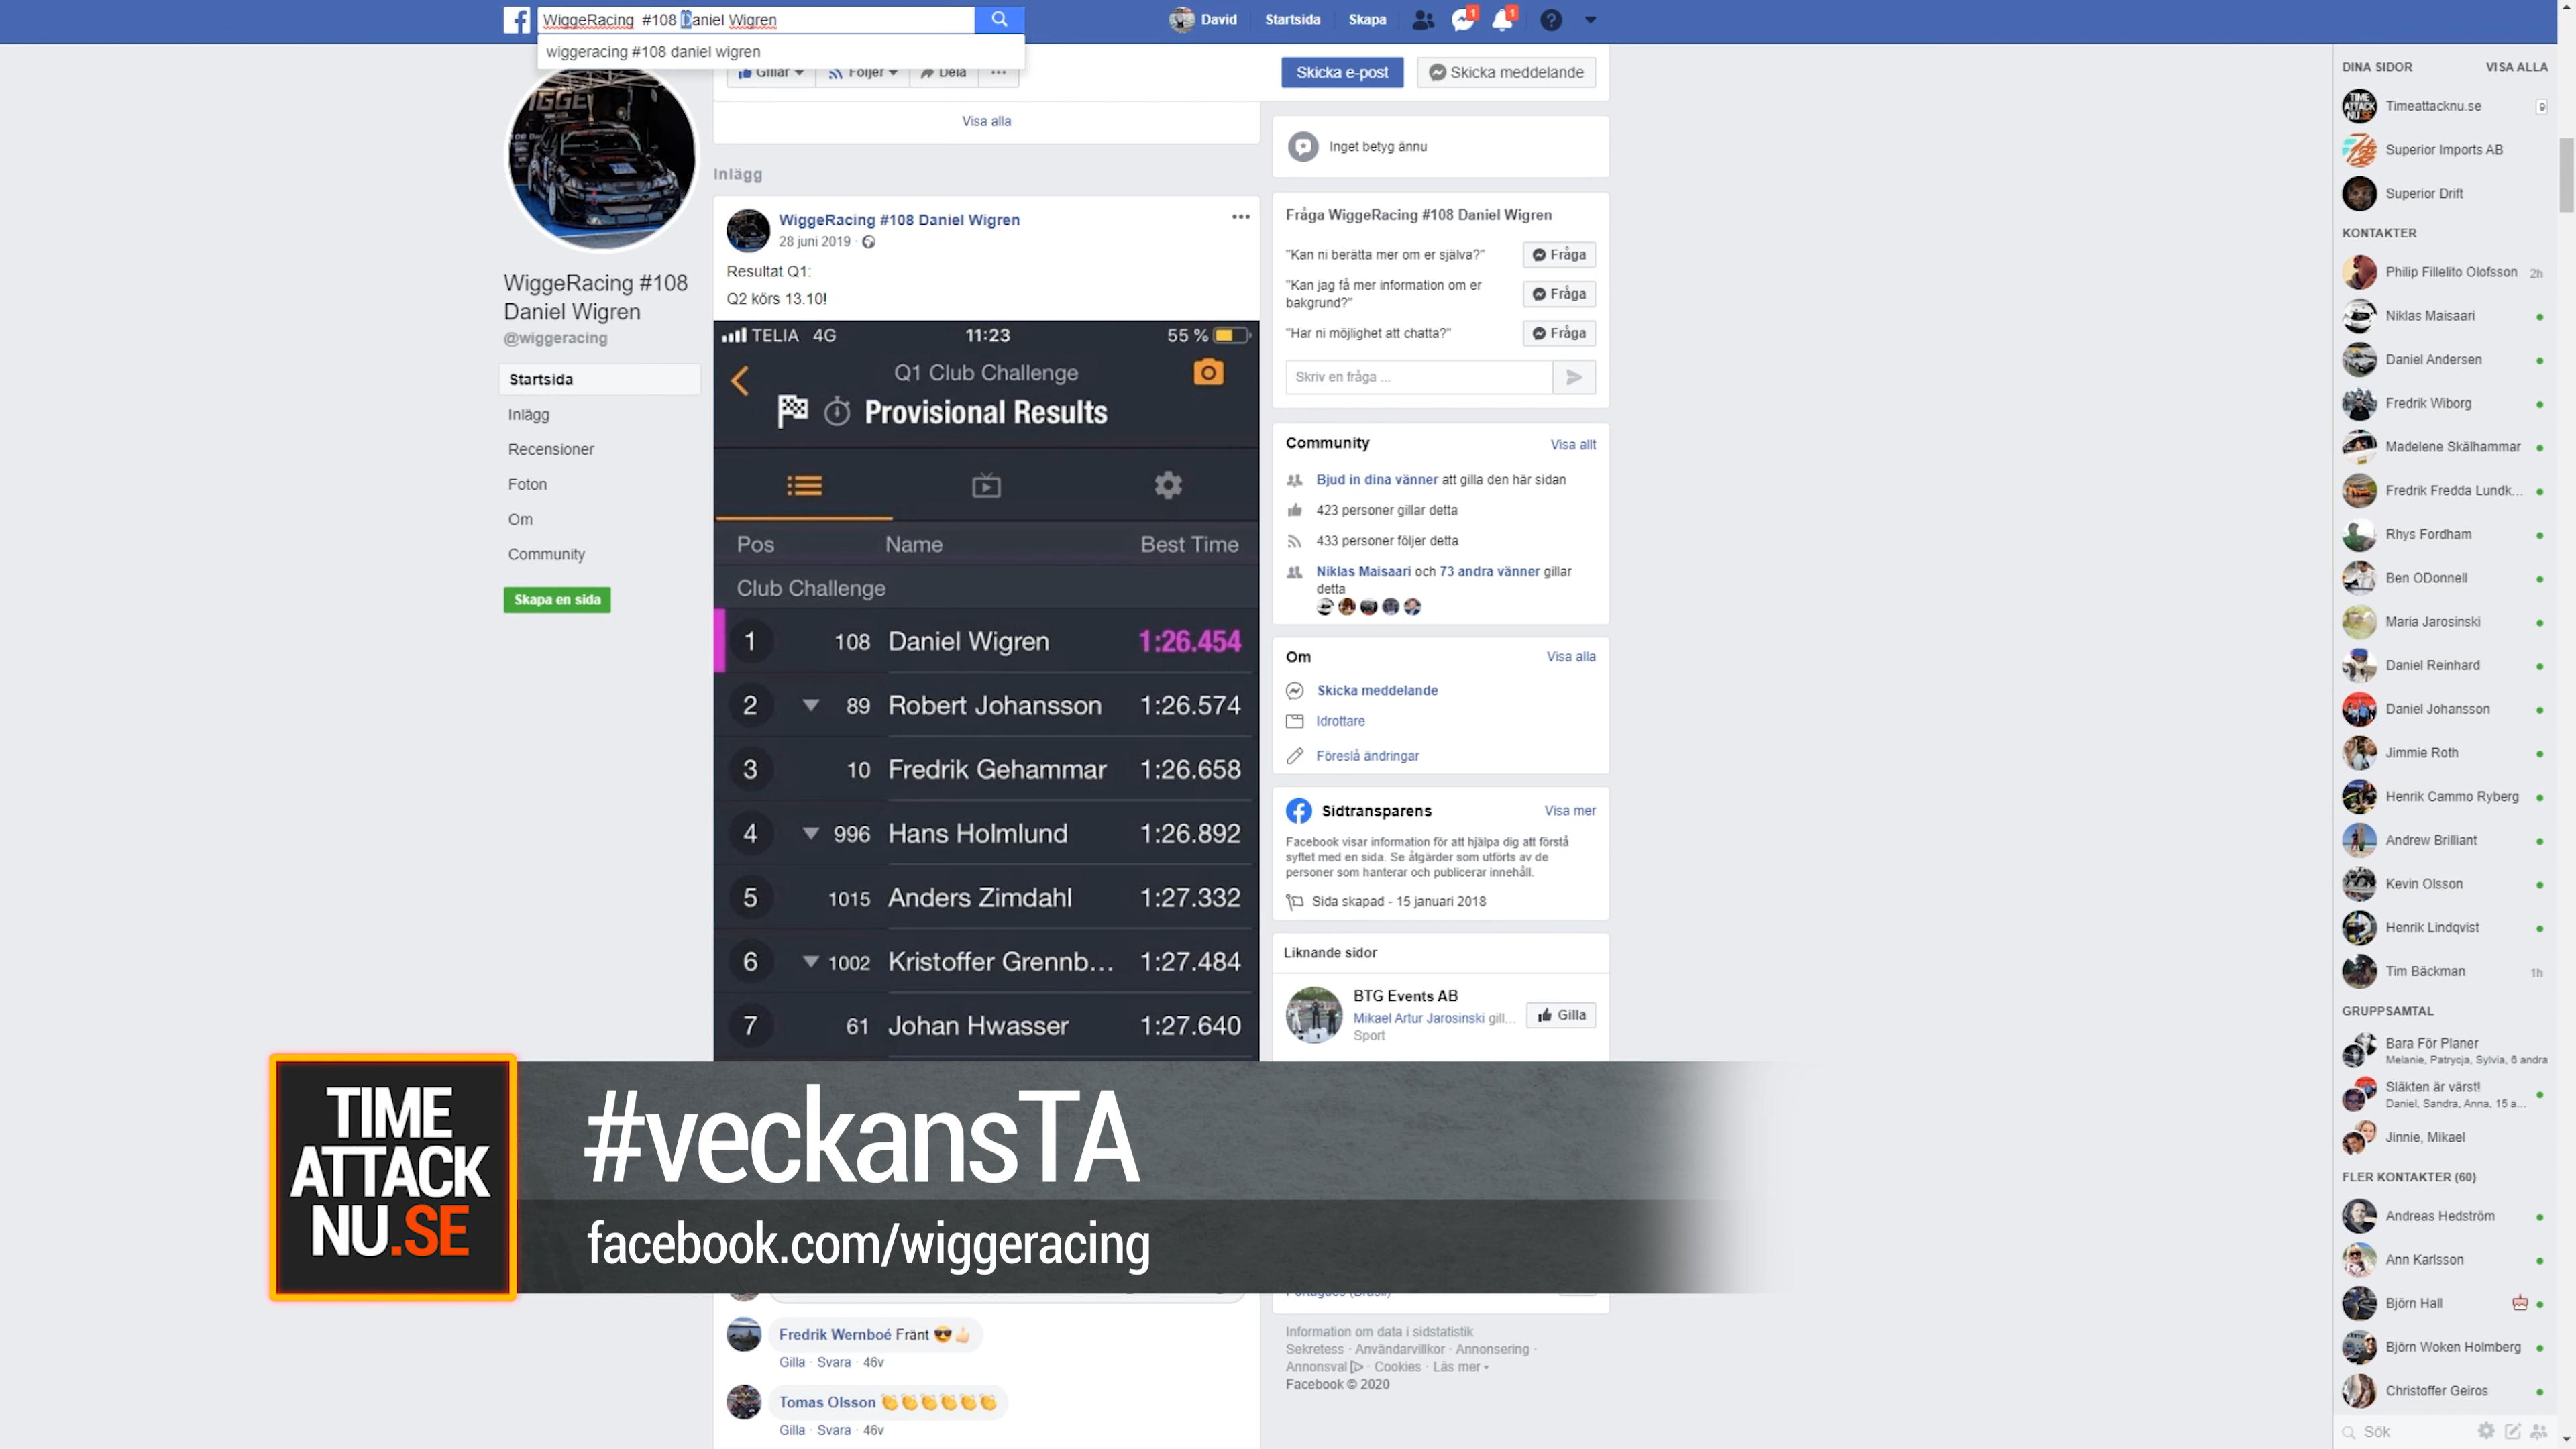 WiggeRacing #108 Daniel Wigren
wiggeracing #108 daniel wigren
David
Startsida
Skapa
1
1
Gillar
Följer
Dela
Visa alla
Skicka e-post
Skicka meddelande
Inget betyg ännu
WiggeRacing #108
Daniel Wigren
@wiggeracing
Startsida
Inlägg
Recensioner
Foton
Om
Community
Skapa en sida
Inlägg
WiggeRacing #108 Daniel Wigren
28 juni 2019
Resultat Q1:
Q2 körs 13.10!
TELIA 4G 11:23 55 %
Q1 Club Challenge
Provisional Results
Pos Name Best Time
Club Challenge
1 108 Daniel Wigren 1:26.454
2 89 Robert Johansson 1:26.574
3 10 Fredrik Gehammar 1:26.658
4 996 Hans Holmlund 1:26.892
5 1015 Anders Zimdahl 1:27.332
6 1002 Kristoffer Grennb... 1:27.484
7 61 Johan Hwasser 1:27.640
Fråga WiggeRacing #108 Daniel Wigren
"Kan ni berätta mer om er själva?" Fråga
"Kan jag få mer information om er
bakgrund?" Fråga
"Har ni möjlighet att chatta?" Fråga
Skriv en fråga ...
Community Visa allt
Bjud in dina vänner att gilla den här sidan
423 personer gillar detta
433 personer följer detta
Niklas Maisaari och 73 andra vänner gillar
detta
Om Visa alla
Skicka meddelande
Idrottare
Föreslå ändringar
Sidtransparens Visa mer
Facebook visar information för att hjälpa dig att förstå
syftet med en sida. Se åtgärder som utförts av de
personer som hanterar och publicerar innehåll.
Sida skapad - 15 januari 2018
Liknande sidor
BTG Events AB
Mikael Artur Jarosinski gill...
Sport
Gilla
TIME
ATTACK
NU.SE
#veckansTA
facebook.com/wiggeracing
Fredrik Wernboé Fränt 😎👍
Gilla · Svara · 46v
Tomas Olsson 👏👏👏👏👏👏
Gilla · Svara · 46v
Português (Brasil)
Information om data i sidstatistik
Sekretess · Användarvillkor · Annonsering ·
Annonsval · Cookies · Läs mer
Facebook © 2020
DINA SIDOR VISA ALLA
Timeattacknu.se 9
Superior Imports AB
Superior Drift
KONTAKTER
Philip Fillelito Olofsson 2h
Niklas Maisaari
Daniel Andersen
Fredrik Wiborg
Madelene Skälhammar
Fredrik Fredda Lundk...
Rhys Fordham
Ben ODonnell
Maria Jarosinski
Daniel Reinhard
Daniel Johansson
Jimmie Roth
Henrik Cammo Ryberg
Andrew Brilliant
Kevin Olsson
Henrik Lindqvist
Tim Bäckman 1h
GRUPPSAMTAL
Bara För Planer
Melanie, Patrycja, Sylvia, 6 andra
Släkten är värst!
Daniel, Sandra, Anna, 15 a...
Jinnie, Mikael
FLER KONTAKTER (60)
Andreas Hedström
Ann Karlsson
Björn Hall
Björn Woken Holmberg
Christoffer Geiros
Sök